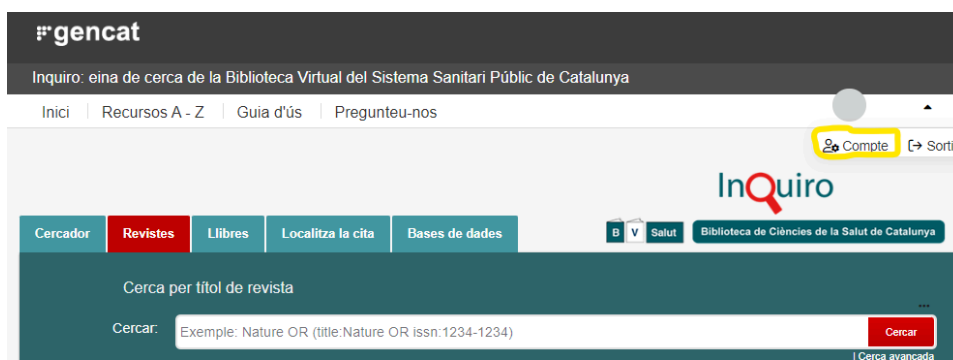 gencat
Inquiro: eina de cerca de la Biblioteca Virtual del Sistema Sanitari Públic de Catalunya
Inici Recursos A - Z Guia d'ús Pregunteu-nos
Compte Sorti
InQuiro
Cercador Revistes Llibres Localitza la cita Bases de dades
B V Salut Biblioteca de Ciències de la Salut de Catalunya
Cerca per títol de revista
...
Cercar: Exemple: Nature OR (title:Nature OR issn:1234-1234) Cercar
| Cerca avançada